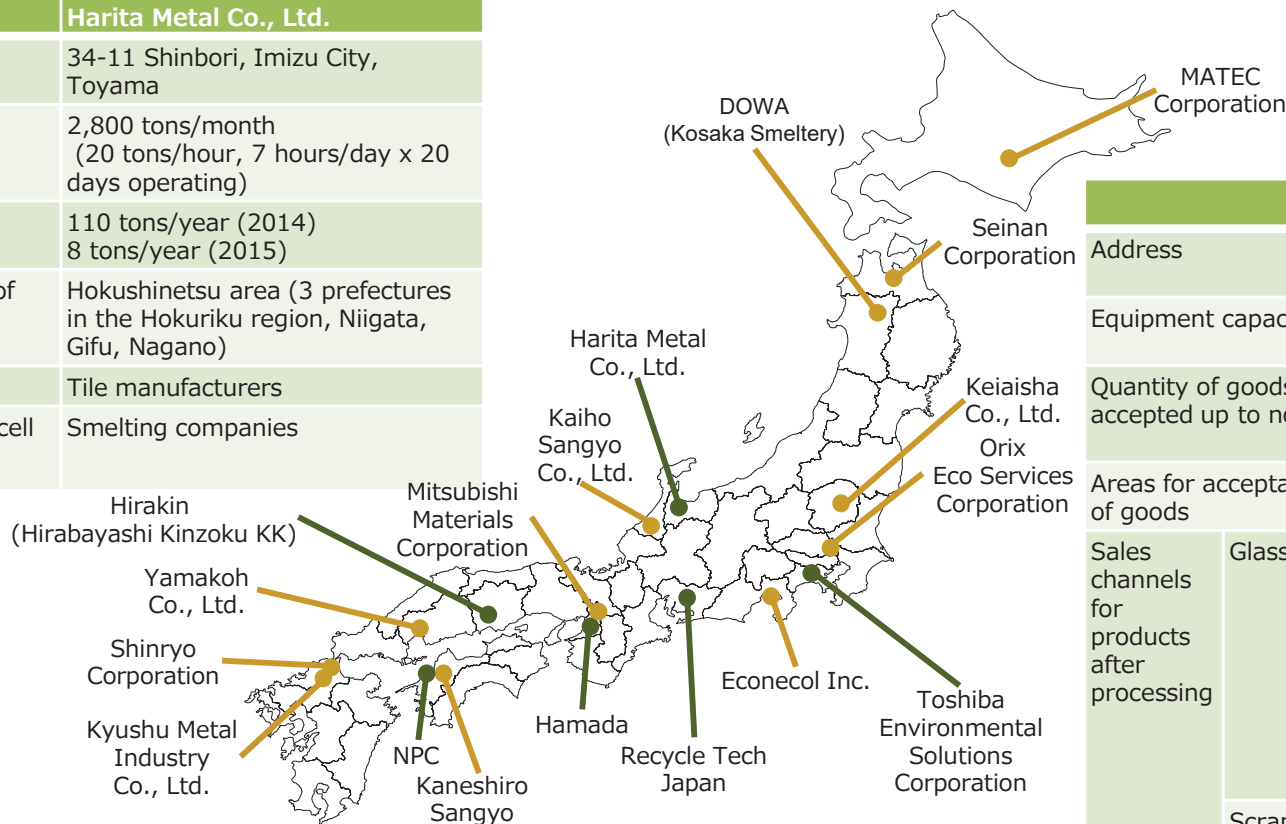 Harita Metal Co., Ltd.
34-11 Shinbori, Imizu City,
Toyama
2,800 tons/month
(20 tons/hour, 7 hours/day x 20
days operating)
110 tons/year (2014)
8 tons/year (2015)
of
Hokushinetsu area (3 prefectures
in the Hokuriku region, Niigata,
Gifu, Nagano)
Tile manufacturers
cell
Smelting companies
MATEC
Corporation
DOWA
(Kosaka Smeltery)
Seinan
Corporation
Harita Metal
Co., Ltd.
Kaiho
Sangyo
Co., Ltd.
Keiaisha
Co., Ltd.
Orix
Eco Services
Corporation
Mitsubishi
Materials
Corporation
Hirakin
(Hirabayashi Kinzoku KK)
Yamakoh
Co., Ltd.
Shinryo
Corporation
Kyushu Metal
Industry
Co., Ltd.
NPC
Kaneshiro
Sangyo
Hamada
Recycle Tech
Japan
Econecol Inc.
Toshiba
Environmental
Solutions
Corporation
Address
Equipment capac
Quantity of goods
accepted up to no
Areas for accepta
of goods
Sales
channels
for
products
after
processing
Glass
Scrap